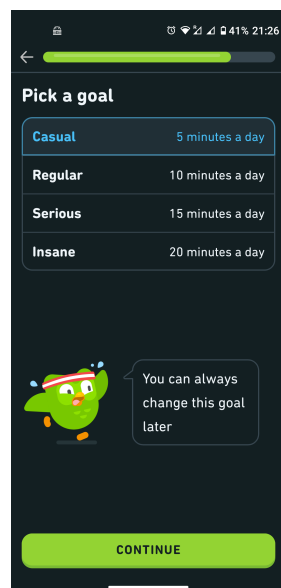 41% 21:26
Pick a goal
Casual 5 minutes a day
Regular 10 minutes a day
Serious 15 minutes a day
Insane 20 minutes a day
You can always
change this goal
later
CONTINUE